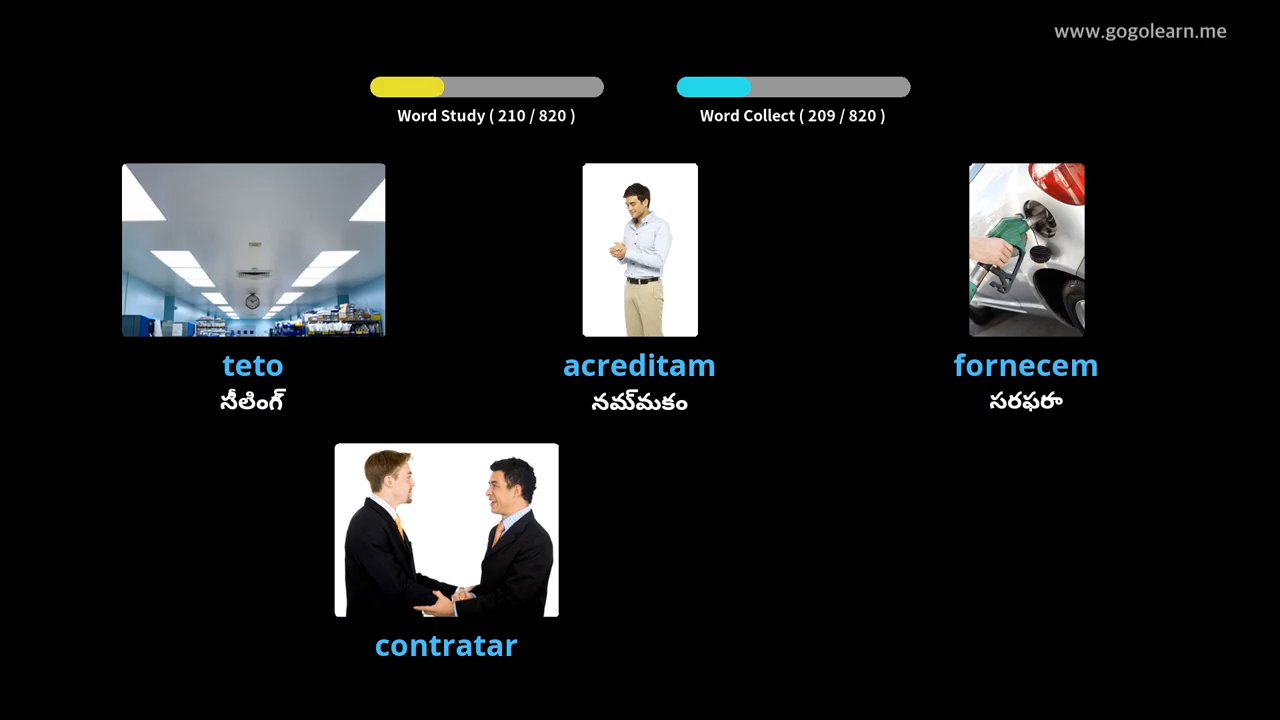 www.gogolearn.me
Word Study ( 210 / 820 )
Word Collect ( 209 / 820 )
teto
acreditam
fornecem
సీలింగ్
నమ్మకం
సరఫరా
contratar